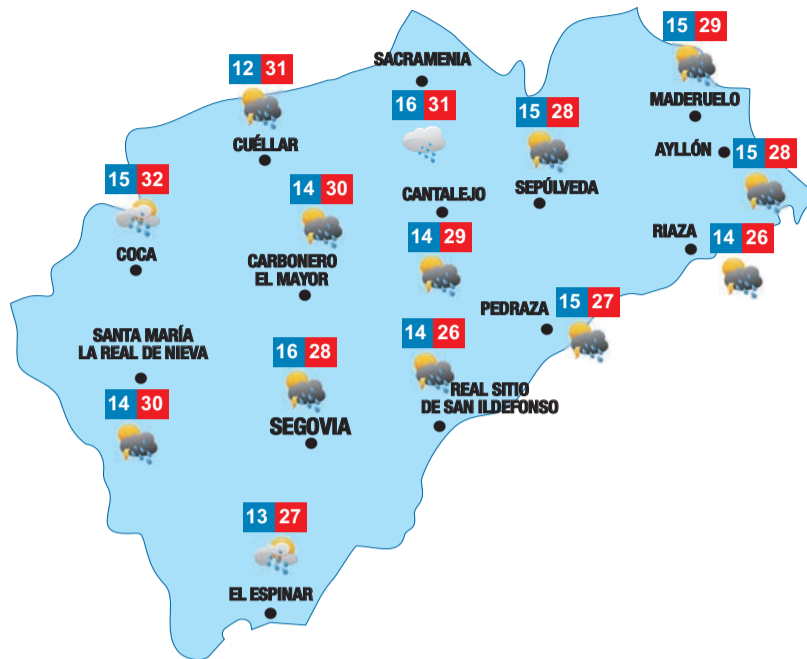 15 29
SACRAMENIA
12 31
MADERUELO
16 31
15 28
CUÉLLAR
AYLLÓN
15 28
15 32
14 30
CANTALEJO
SEPÚLVEDA
COCA
CARBONERO
EL MAYOR
14 29
RIAZA
14 26
SANTA MARÍA
LA REAL DE NIEVA
PEDRAZA
15 27
14 26
16 28
14 30
REAL SITIO
DE SAN ILDEFONSO
SEGOVIA
13 27
EL ESPINAR